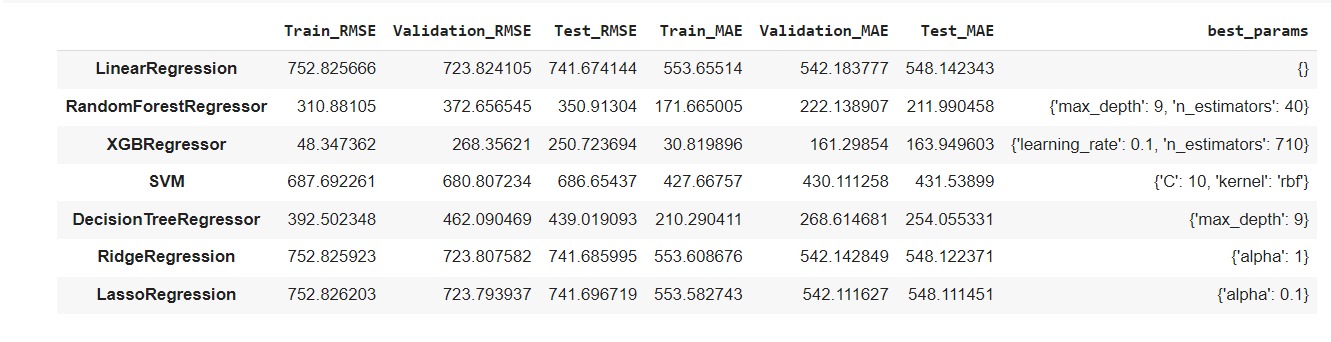 Train_RMSE Validation_RMSE Test_RMSE Train_MAE Validation_MAE Test_MAE best_params
LinearRegression 752.825666 723.824105 741.674144 553.65514 542.183777 548.142343 {}
RandomForestRegressor 310.88105 372.656545 350.91304 171.665005 222.138907 211.990458 {'max_depth': 9, 'n_estimators': 40}
XGBRegressor 48.347362 268.35621 250.723694 30.819896 161.29854 163.949603 {'learning_rate': 0.1, 'n_estimators': 710}
SVM 687.692261 680.807234 686.65437 427.66757 430.111258 431.53899 {'C': 10, 'kernel': 'rbf'}
DecisionTreeRegressor 392.502348 462.090469 439.019093 210.290411 268.614681 254.055331 {'max_depth': 9}
RidgeRegression 752.825923 723.807582 741.685995 553.608676 542.142849 548.122371 {'alpha': 1}
LassoRegression 752.826203 723.793937 741.696719 553.582743 542.111627 548.111451 {'alpha': 0.1}